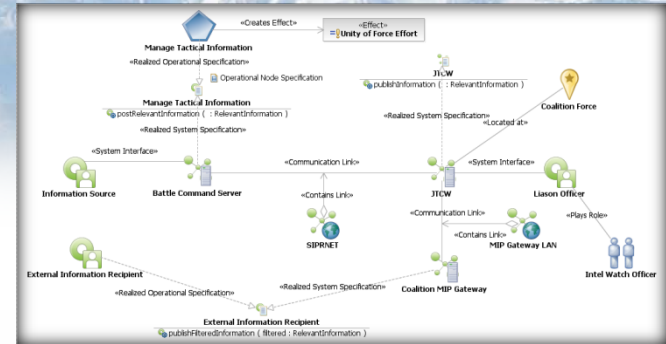 «Creates Effect»
«Effect»
Unity of Force Effort
Manage Tactical Information
«Realized Operational Specification»
Operational Node Specification
JTCW
publishInformation ( : RelevantInformation )
Coalition Force
Manage Tactical Information
postRelevantInformation ( : RelevantInformation )
«Realized System Specification»
«Located at»
«Realized System Specification»
«System Interface»
«Communication Link»
«System Interface»
Information Source
Battle Command Server
JTCW
Liason Officer
«Contains Link»
«Communication Link»
«Plays Role»
SIPRNET
«Contains Link»
MIP Gateway LAN
External Information Recipient
Coalition MIP Gateway
Intel Watch Officer
«Realized Operational Specification»
«Realized System Specification»
External Information Recipient
publishFilteredInformation ( filtered : RelevantInformation )